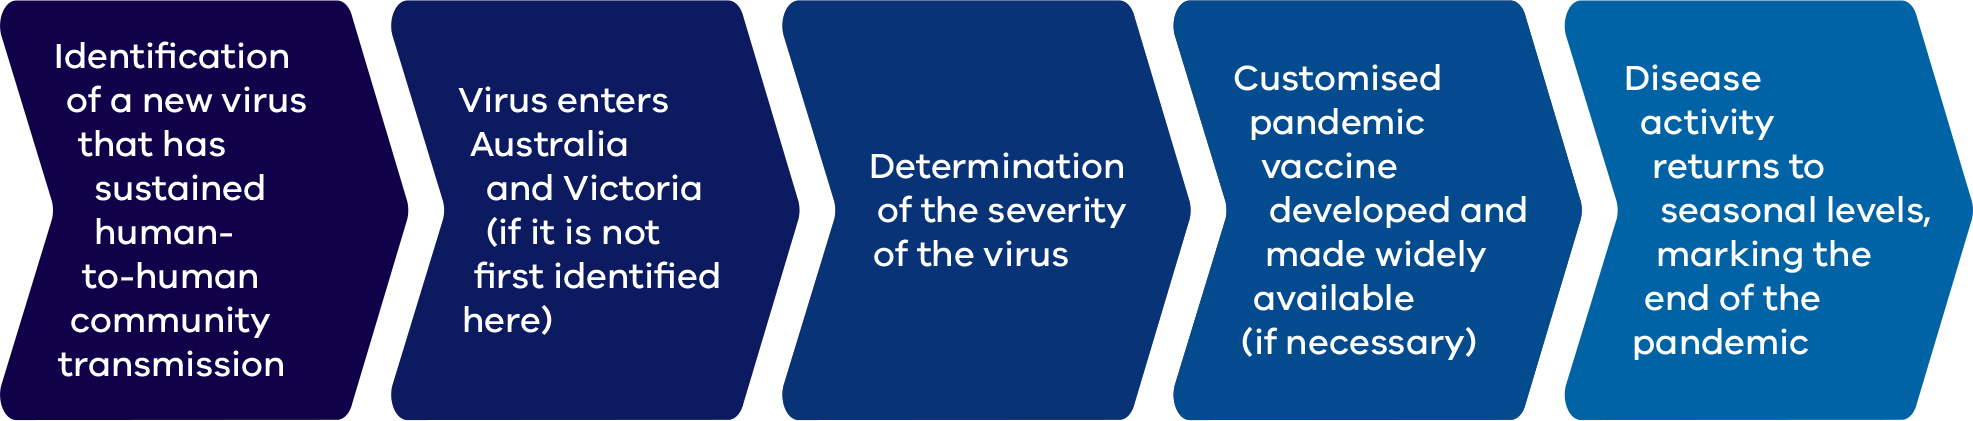 Identification
of a new virus
that has
sustained
human-
to-human
community
transmission
Virus enters
Australia
and Victoria
(if it is not
first identified
here)
Determination
of the severity
of the virus
Customised
pandemic
vaccine
developed and
made widely
available
(if necessary)
Disease
activity
returns to
seasonal levels,
marking the
end of the
pandemic